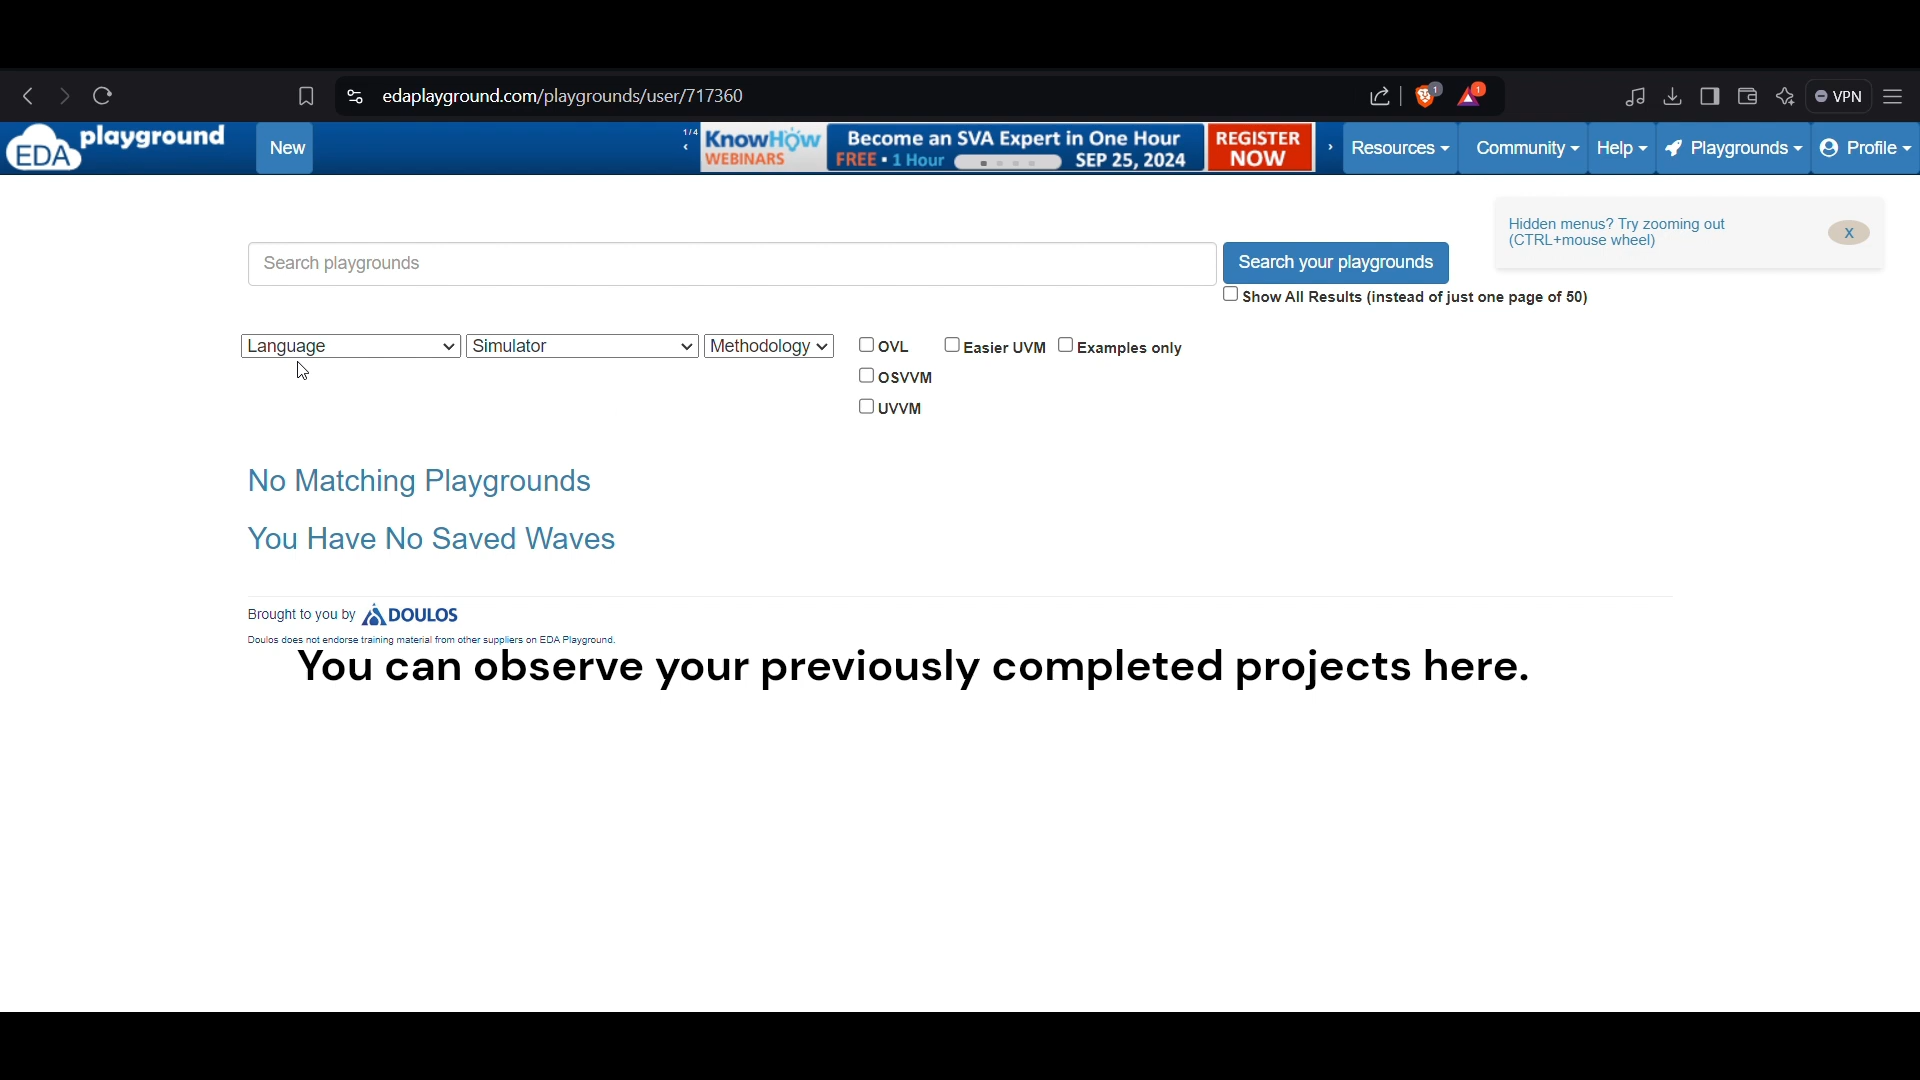 edaplayground.com/playgrounds/user/717360
1
1
VPN
EDA playground
New
1/4
KnowHow WEBINARS
Become an SVA Expert in One Hour
FREE • 1 Hour
SEP 25, 2024
REGISTER NOW
Resources
Community
Help
Playgrounds
Profile
Hidden menus? Try zooming out
(CTRL+mouse wheel)
X
Search playgrounds
Search your playgrounds
Show All Results (instead of just one page of 50)
Language
Simulator
Methodology
OVL
Easier UVM
Examples only
OSVVM
UVVM
No Matching Playgrounds
You Have No Saved Waves
Brought to you by DOULOS
Doulos does not endorse training material from other suppliers on EDA Playground.
You can observe your previously completed projects here.